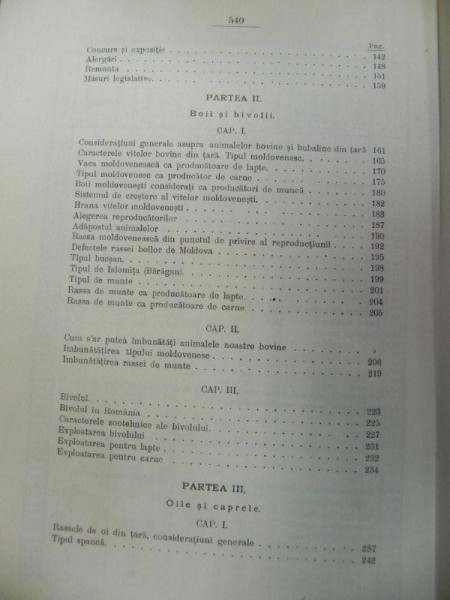 540
Pag.
Concurs și expoziție . . . . . 142
Alergări . . . . . 148
Remonta . . . . . 151
Măsuri legislative. . . . . 159
PARTEA II.
Boii și bivolii.
CAP. I.
Considerațiuni generale asupra animalelor bovine și bubaline din țară 161
Caracterele vitelor bovine din țară. Tipul moldovenesc. . . . . 165
Vaca moldovenească ca producătoare de lapte. . . . . 170
Tipul moldovenesc ca producător de carne . . . . . 175
Boii moldovenești considerați ca producători de muncă . . . . . 180
Sistemul de creștere al vitelor moldovenești. . . . . 182
Hrana vitelor moldovenești . . . . . 183
Alegerea reproducătorilor . . . . . 187
Adăpostul animalelor . . . . . 190
Rassa moldovenească din punctul de privire al reproducțiunii . . . . . 192
Defectele rassei boilor de Moldova . . . . . 195
Tipul bucșan. . . . . 198
Tipul de Ialomița (Bărăgan). . . . . 199
Tipul de munte . . . . . 201
Rassa de munte ca producătoare de lapte. . . . . 204
Rassa de munte ca producătoare de carne . . . . . 205
CAP. II.
Cum s'ar putea îmbunătăți animalele noastre bovine . . . . .
Imbunătățirea tipului moldovenesc . . . . . 206
Imbunătățirea rassei de munte . . . . . 219
CAP. III.
Bivolul. . . . . 223
Bivolul în România . . . . . 225
Caracterele zootehnice ale bivolului. . . . . 227
Exploatarea bivolului . . . . . 231
Exploatarea pentru lapte . . . . . 232
Exploatarea pentru carne . . . . . 234
PARTEA III.
Oile și caprele.
CAP. I.
Rassele de oi din țară, considerațiuni generale . . . . . 237
Tipul spancă. . . . . 242